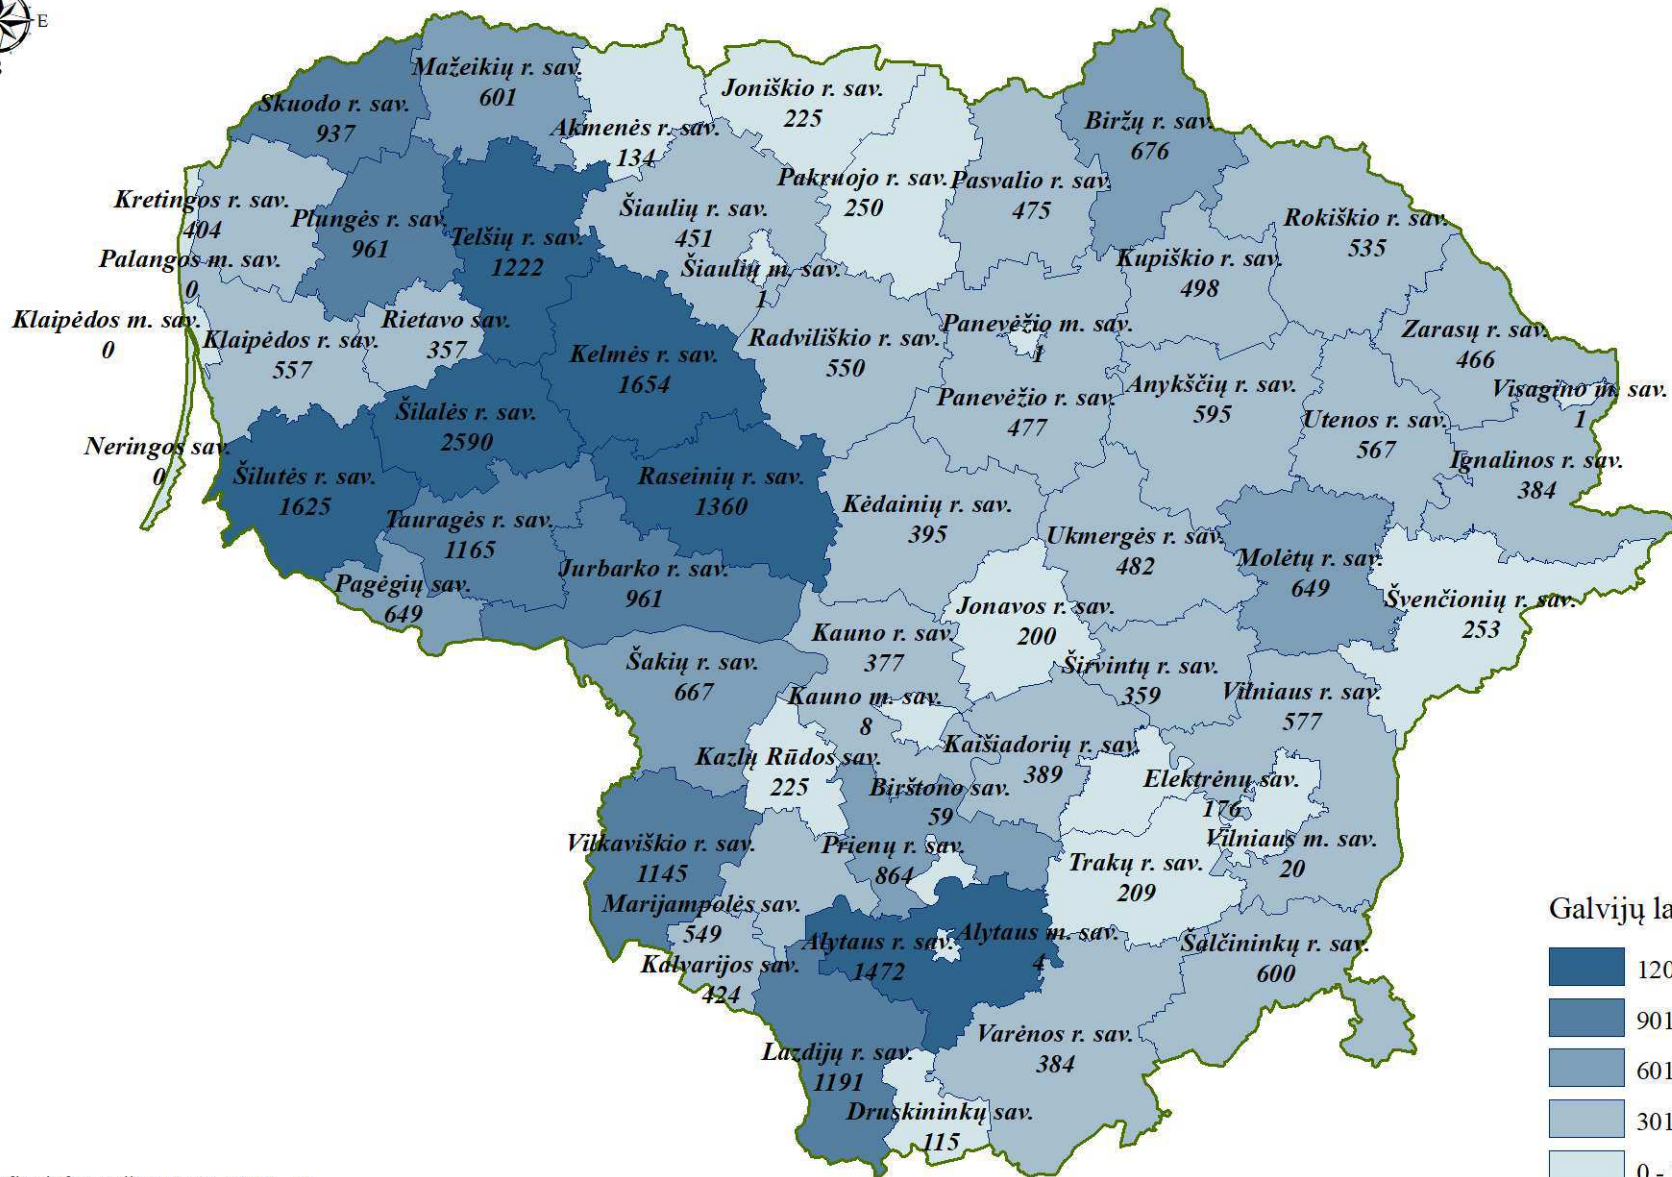 E
Mažeikių r. sav.
601
Skuodo r. sav.
937
Akmenės r. sav.
134
Joniškio r. sav.
225
Biržų r. sav.
676
Kretingos r. sav.
404
Plungės r. sav.
961
Telšių r. sav.
1222
Šiaulių r. sav.
451
Pakruojo r. sav.
250
Pasvalio r. sav.
475
Rokiškio r. sav.
535
Palangos m. sav.
0
Šiaulių m. sav.
1
Kupiškio r. sav.
498
Klaipėdos m. sav.
0
Klaipėdos r. sav.
557
Rietavo sav.
357
Kelmės r. sav.
1654
Radviliškio r. sav.
550
Panevėžio m. sav.
1
Zarasų r. sav.
466
Šilalės r. sav.
2590
Panevėžio r. sav.
477
Anykščių r. sav.
595
Visagino m. sav.
1
Utenos r. sav.
567
Neringos sav.
0
Šilutės r. sav.
1625
Raseinių r. sav.
1360
Kėdainių r. sav.
395
Ignalinos r. sav.
384
Tauragės r. sav.
1165
Ukmergės r. sav.
482
Molėtų r. sav.
649
Pagėgių sav.
649
Jurbarko r. sav.
961
Jonavos r. sav.
200
Švenčionių r. sav.
253
Šakių r. sav.
667
Kauno r. sav.
377
Širvintų r. sav.
359
Kauno m. sav.
8
Vilniaus r. sav.
577
Kazlų Rūdos sav.
225
Kaišiadorių r. sav.
389
Birštono sav.
59
Elektrėnų sav.
176
Vilkaviškio r. sav.
1145
Prienų r. sav.
864
Trakų r. sav.
209
Vilniaus m. sav.
20
Marijampolės sav.
549
Alytaus r. sav.
1472
Alytaus m. sav.
4
Šalčininkų r. sav.
600
Kalvarijos sav.
424
Lazdijų r. sav.
1191
Varėnos r. sav.
384
Druskininkų sav.
115
Galvijų la
120
901
601
301
0 -